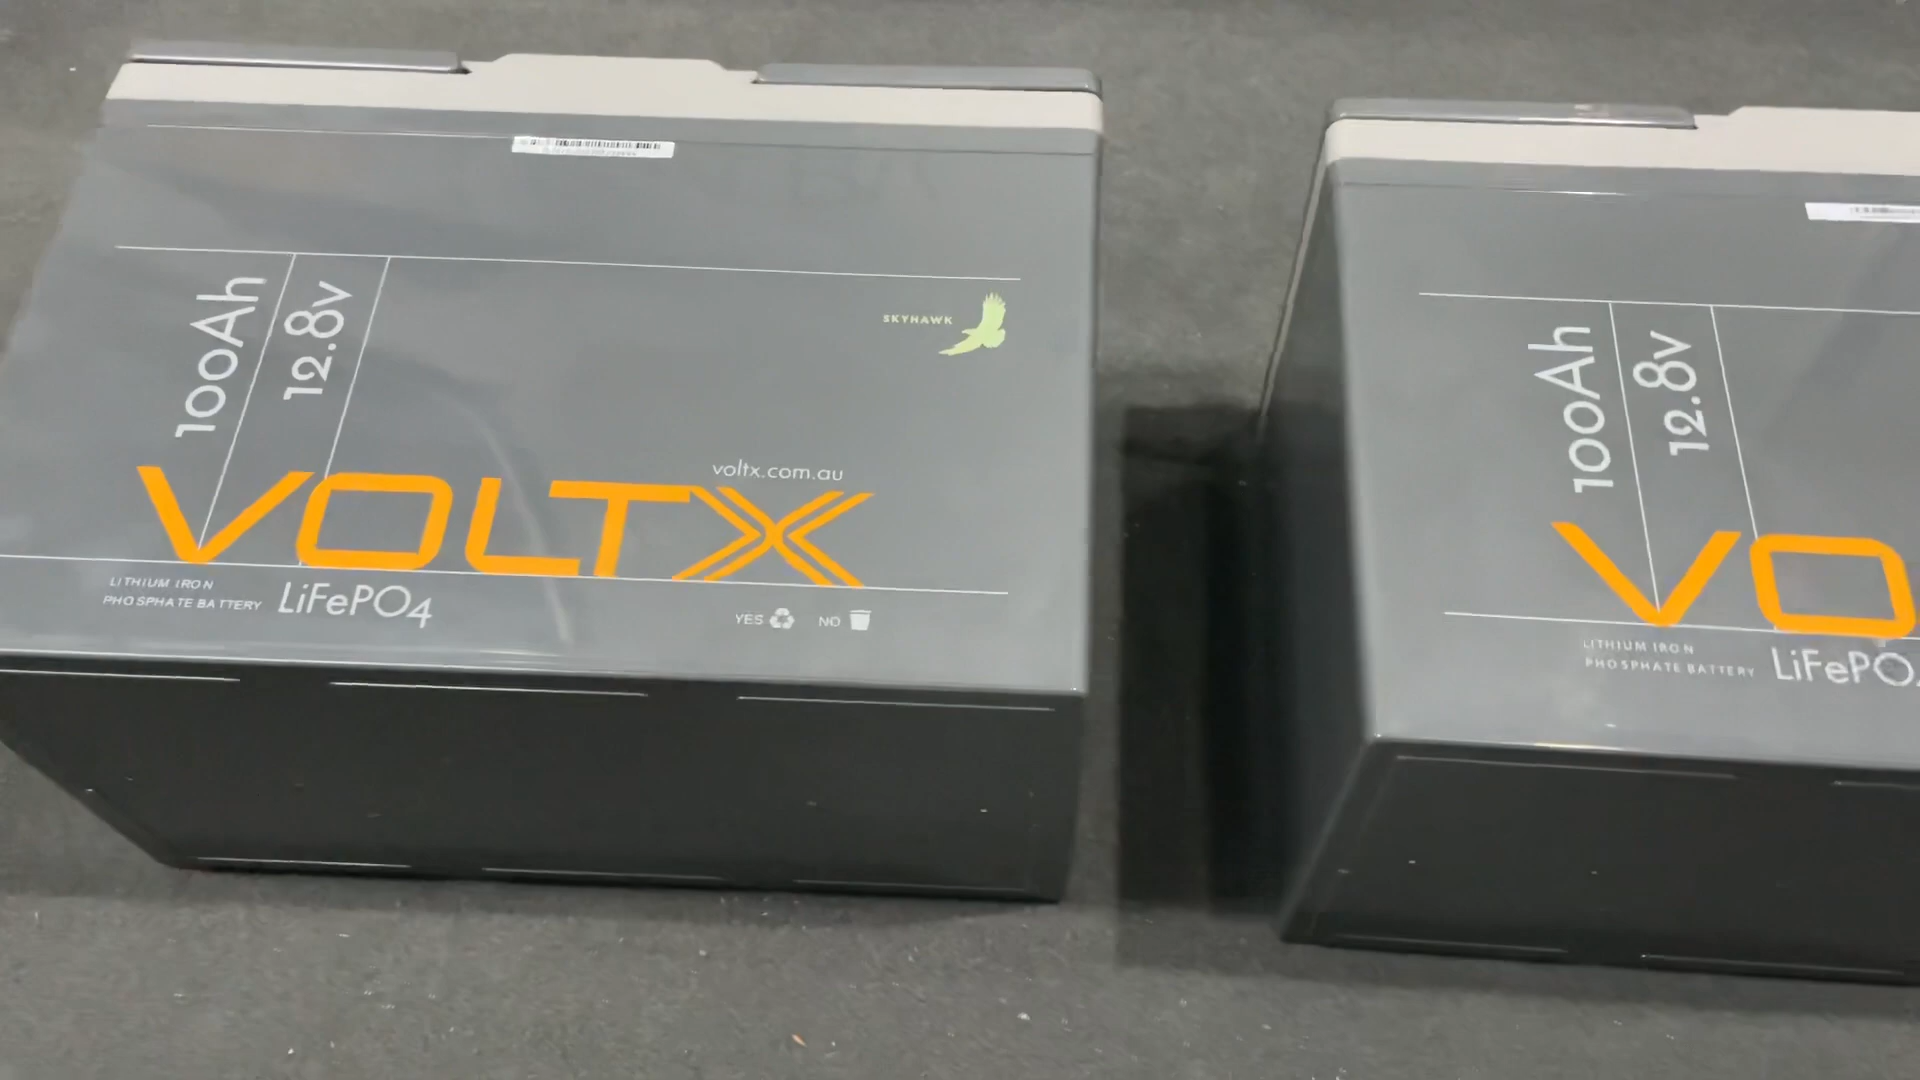 100Ah
12.8v
SKYHAWK
voltx.com.au
VOLTX
LITHIUM IRON
PHOSPHATE BATTERY
LiFePO4
YES NO
100Ah
12.8v
VO
LITHIUM IRON
PHOSPHATE BATTERY
LiFePO